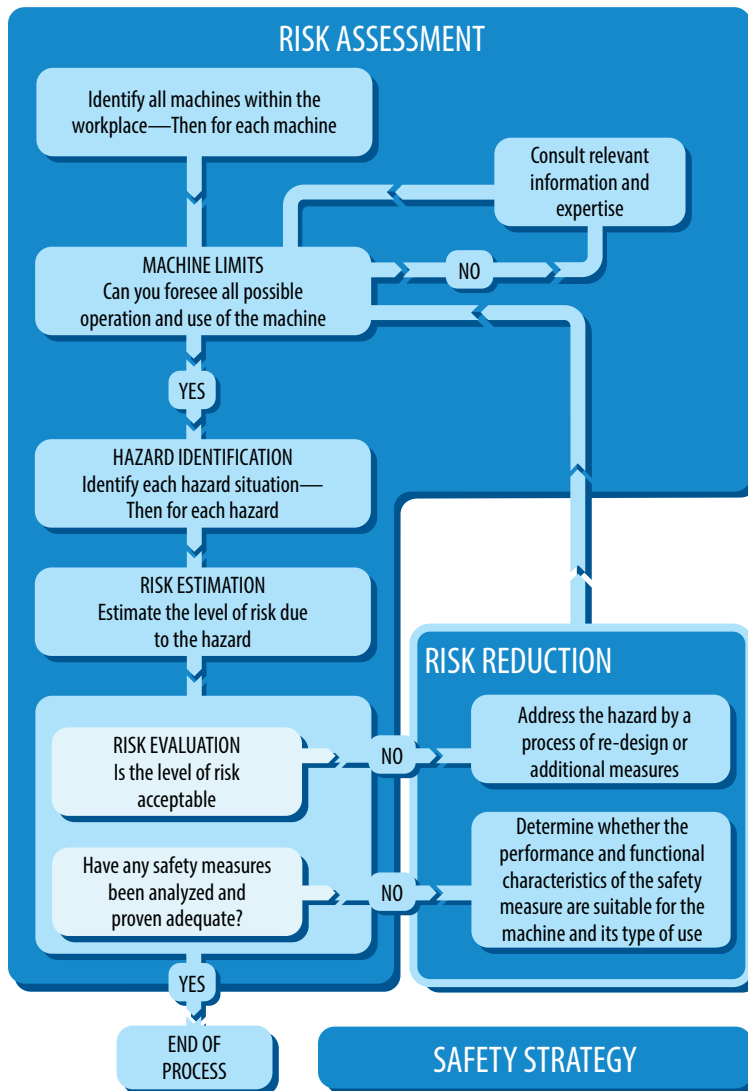 RISK ASSESSMENT
Identify all machines within the
workplace—Then for each machine
Consult relevant
information and
expertise
MACHINE LIMITS
Can you foresee all possible
operation and use of the machine
NO
YES
HAZARD IDENTIFICATION
Identify each hazard situation—
Then for each hazard
RISK ESTIMATION
Estimate the level of risk due
to the hazard
RISK REDUCTION
RISK EVALUATION
Is the level of risk
acceptable
NO
Address the hazard by a
process of re-design or
additional measures
Have any safety measures
been analyzed and
proven adequate?
NO
Determine whether the
performance and functional
characteristics of the safety
measure are suitable for the
machine and its type of use
YES
END OF
PROCESS
SAFETY STRATEGY